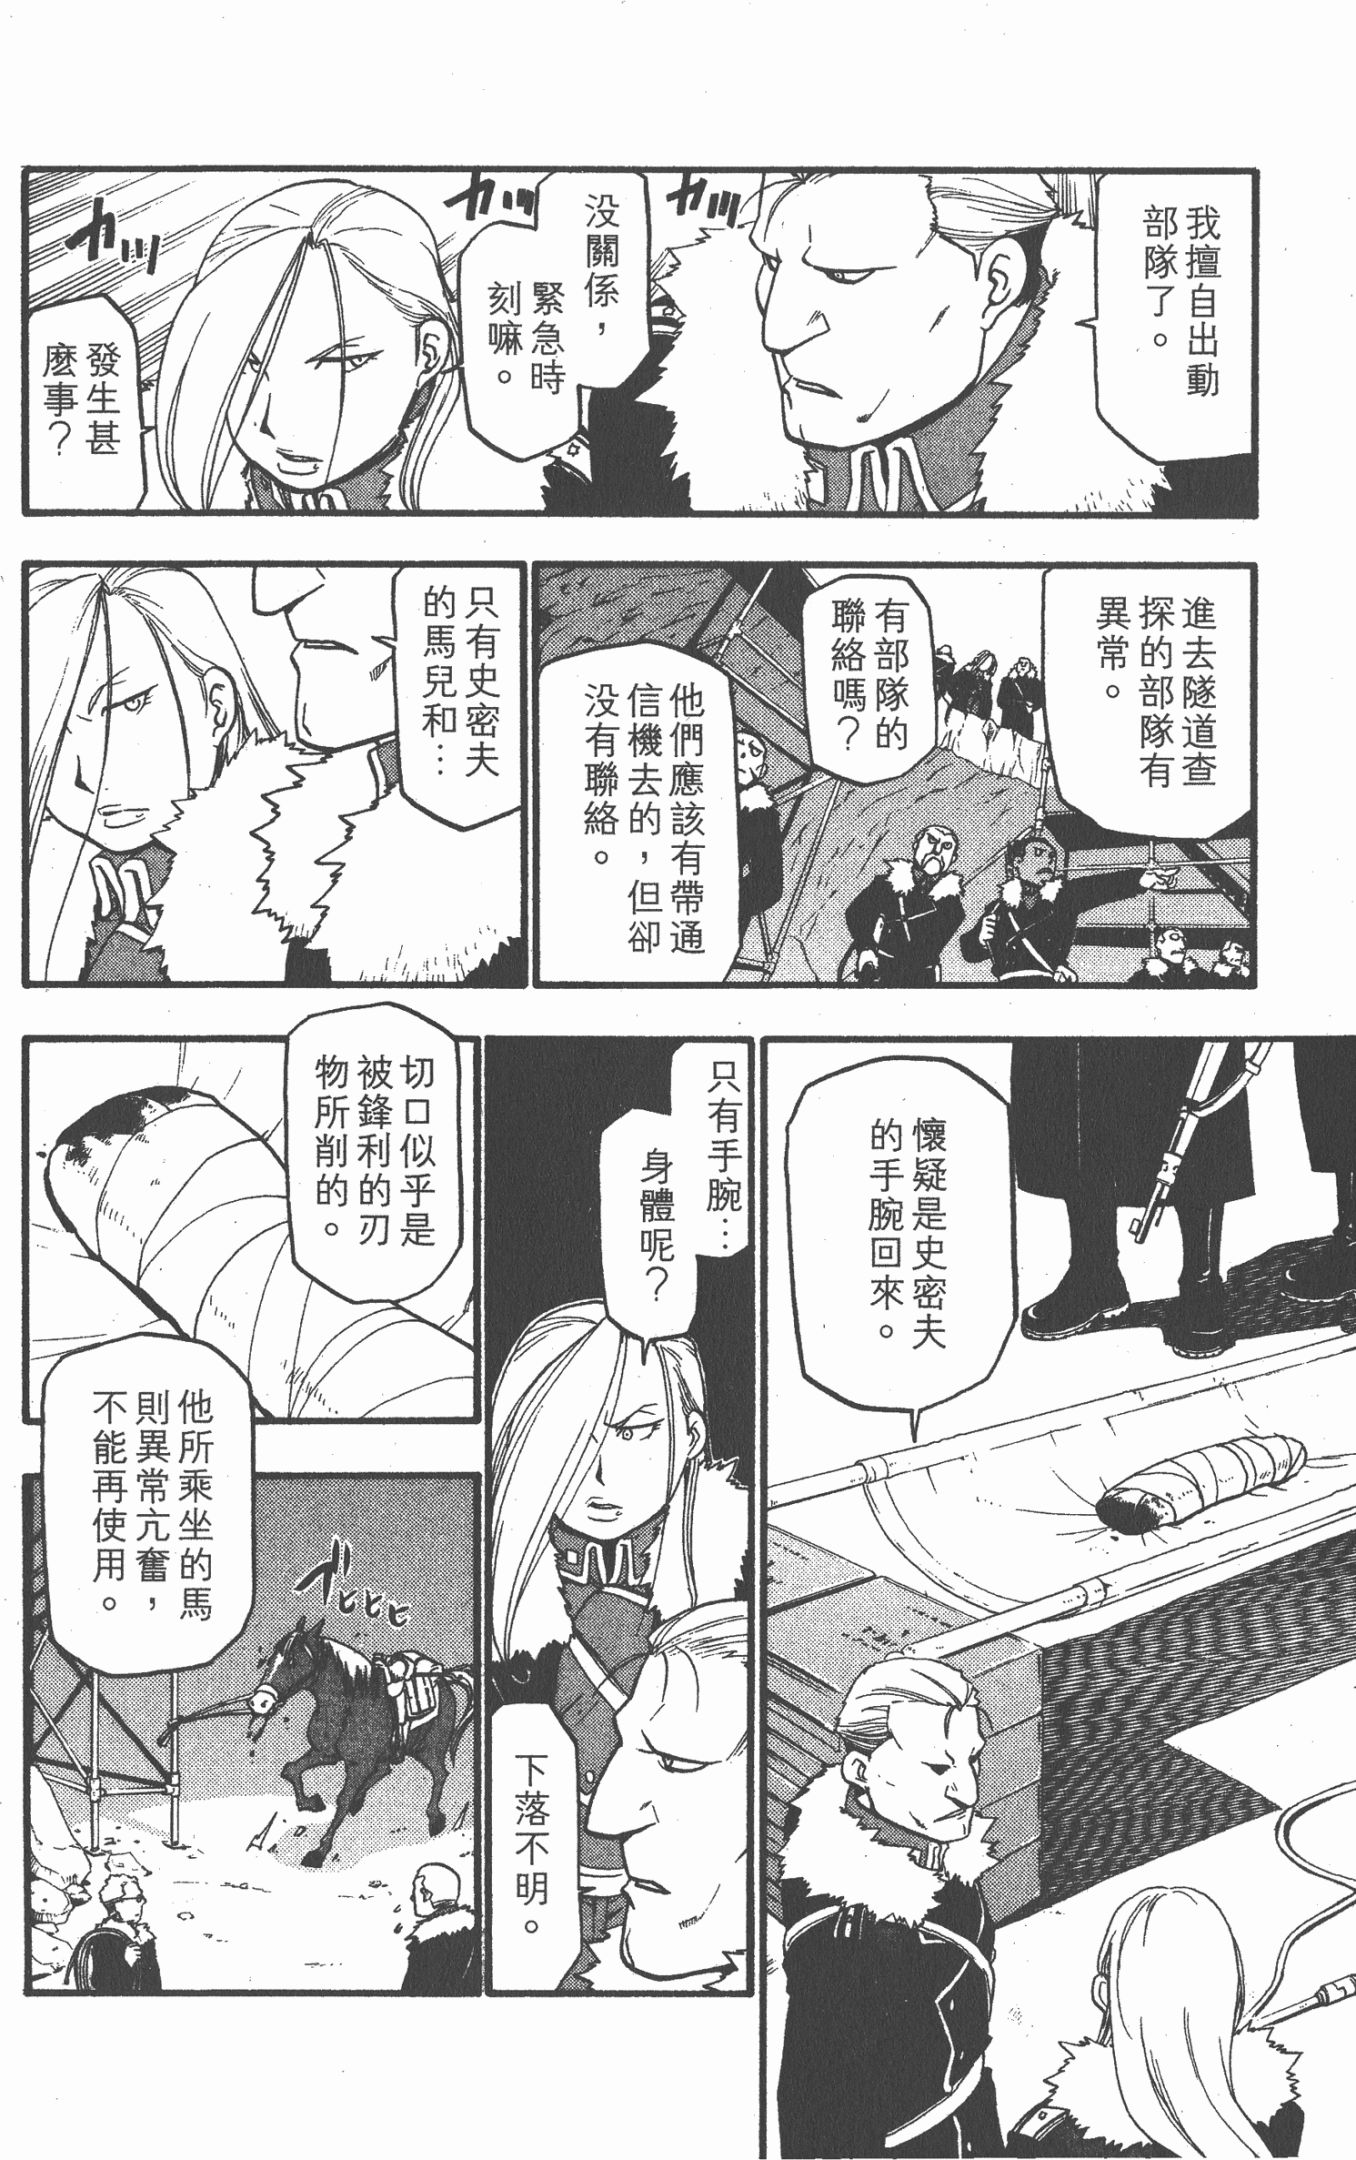 我擅自出動
部隊了。
没關係，
緊急時
刻嘛。
發生甚
麽事？
カッ
カッ
カッ
進去隧道查
探的部隊有
異常。
有部隊的
聯絡嗎？
他們應該有帶通
信機去的，但卻
没有聯絡。
只有史密夫
的馬兒和…
懷疑是史密夫
的手腕回來。
只有手腕…
身體呢？
下落不明。
切口似乎是
被鋒利的刃
物所削的。
他所乘坐的馬
則異常亢奮，
不能再使用。
ブヒヒヒ